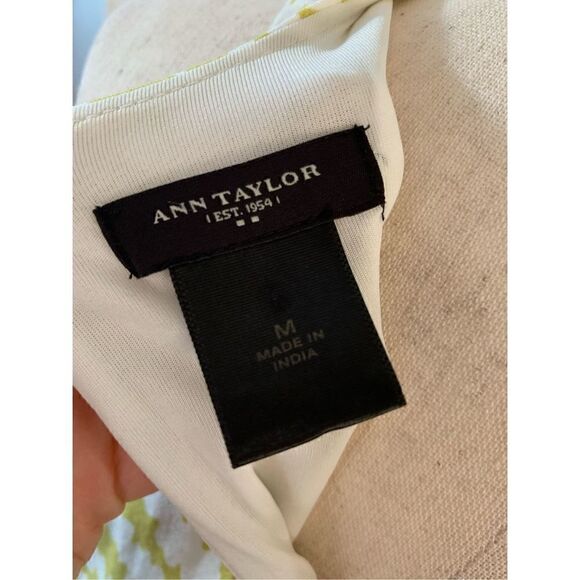 ANN TAYLOR
EST. 1954
M
MADE IN
INDIA